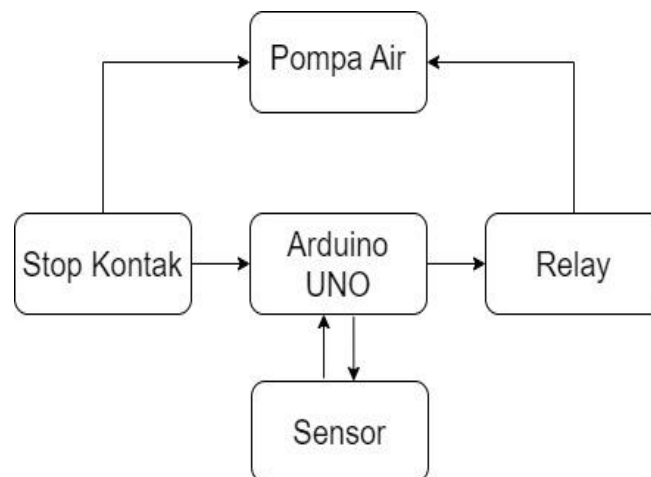 Pompa Air
Stop Kontak
Arduino
UNO
Relay
Sensor